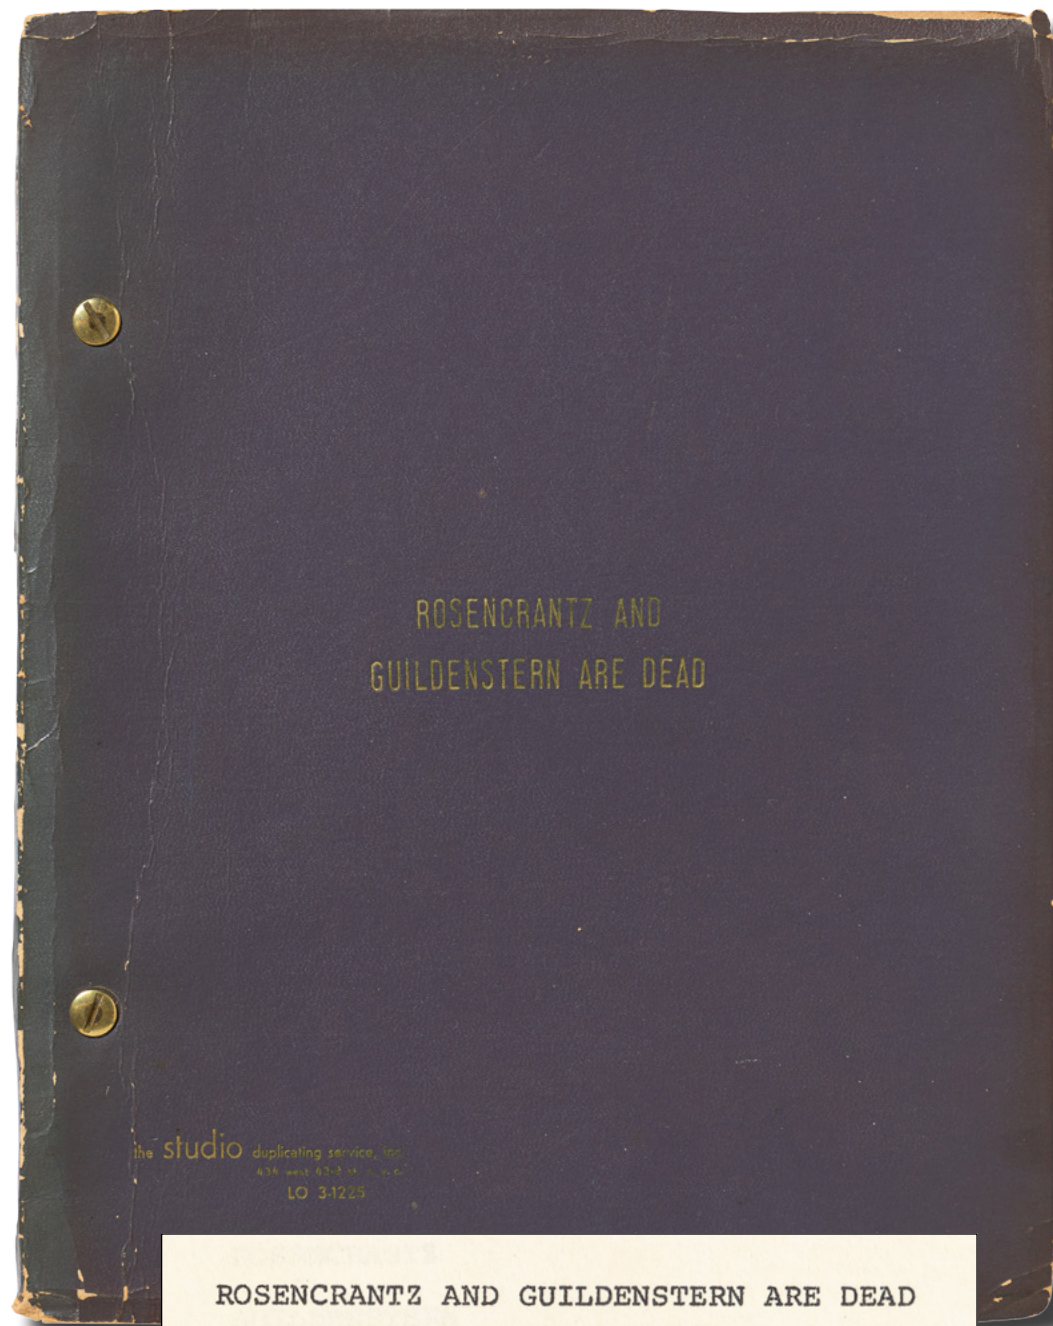 ROSENCRANTZ AND
GUILDENSTERN ARE DEAD
the studio duplicating service, inc.
LO 3-1225
ROSENCRANTZ AND GUILDENSTERN ARE DEAD